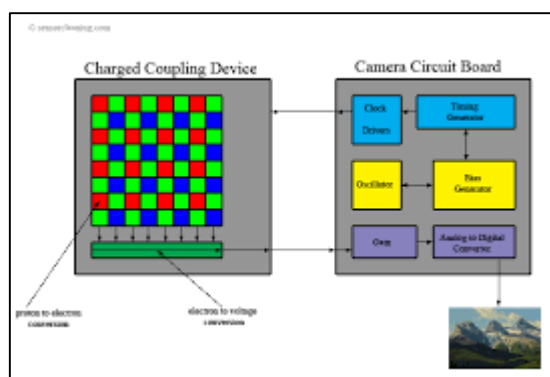 Charged Coupling Device
Camera Circuit Board
Clock
Drivers
Timing
Generator
Oscillator
Bias
Generator
Gain
Analog to Digital
Converter
proton to electron
conversion
electron to voltage
conversion